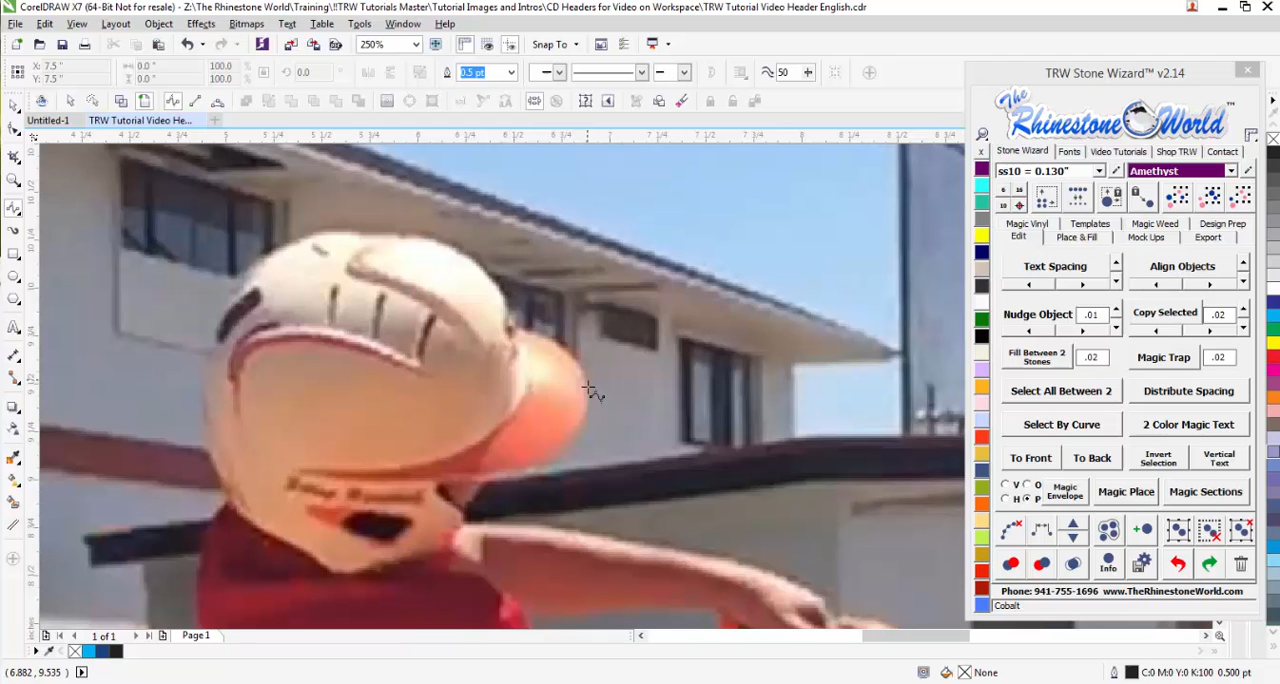 CorelDRAW X7 (64-Bit Not for resale) - Z:\The Rhinestone World\Training\!!TRW Tutorials Master\Tutorial Images and Intros\CD Headers for Video on Workspace\TRW Tutorial Video Header English.cdr
File Edit View Layout Object Effects Bitmaps Text Table Tools Window Help
250% Snap To
X: 7.5 " 0.0 " 100.0 0.0 0.5 pt 50
Y: 7.5 " 0.0 " 100.0
Untitled-1 TRW Tutorial Video He...
TRW Stone Wizard™ v2.14
The Rhinestone World™
Stone Wizard Fonts Video Tutorials Shop TRW Contact
ss10 = 0.130" Amethyst
Magic Vinyl Templates Magic Weed Design Prep
Edit Place & Fill Mock Ups Export
Text Spacing Align Objects
Nudge Object .01 Copy Selected .02
Fill Between 2 Stones .02 Magic Trap .02
Select All Between 2 Distribute Spacing
Select By Curve 2 Color Magic Text
To Front To Back Invert Selection Vertical Text
V O H P Magic Envelope Magic Place Magic Sections
Info
Phone: 941-755-1696 www.TheRhinestoneWorld.com
Cobalt
1 of 1 Page 1
(6.882 , 9.535 ) None C:0 M:0 Y:0 K:100 0.500 pt